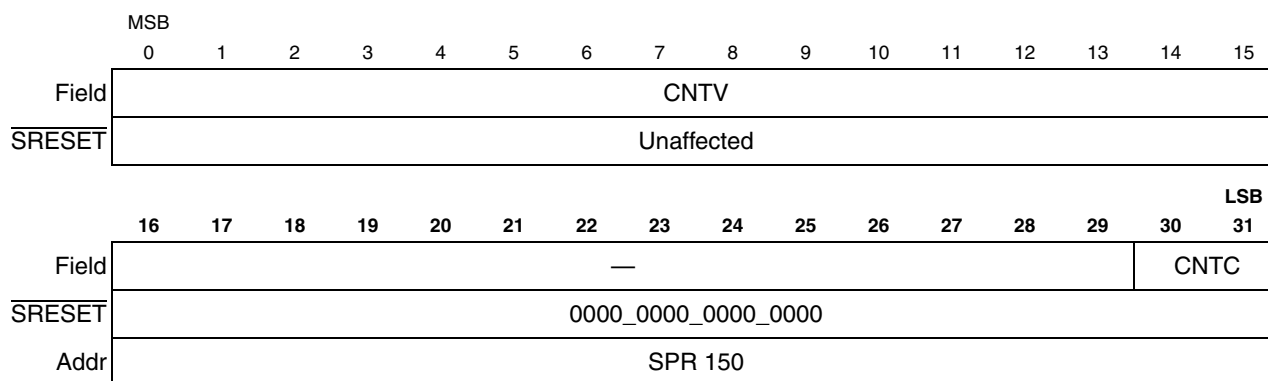 MSB
0 1 2 3 4 5 6 7 8 9 10 11 12 13 14 15
Field CNTV
SRESET Unaffected
LSB
16 17 18 19 20 21 22 23 24 25 26 27 28 29 30 31
Field — CNTC
SRESET 0000_0000_0000_0000
Addr SPR 150